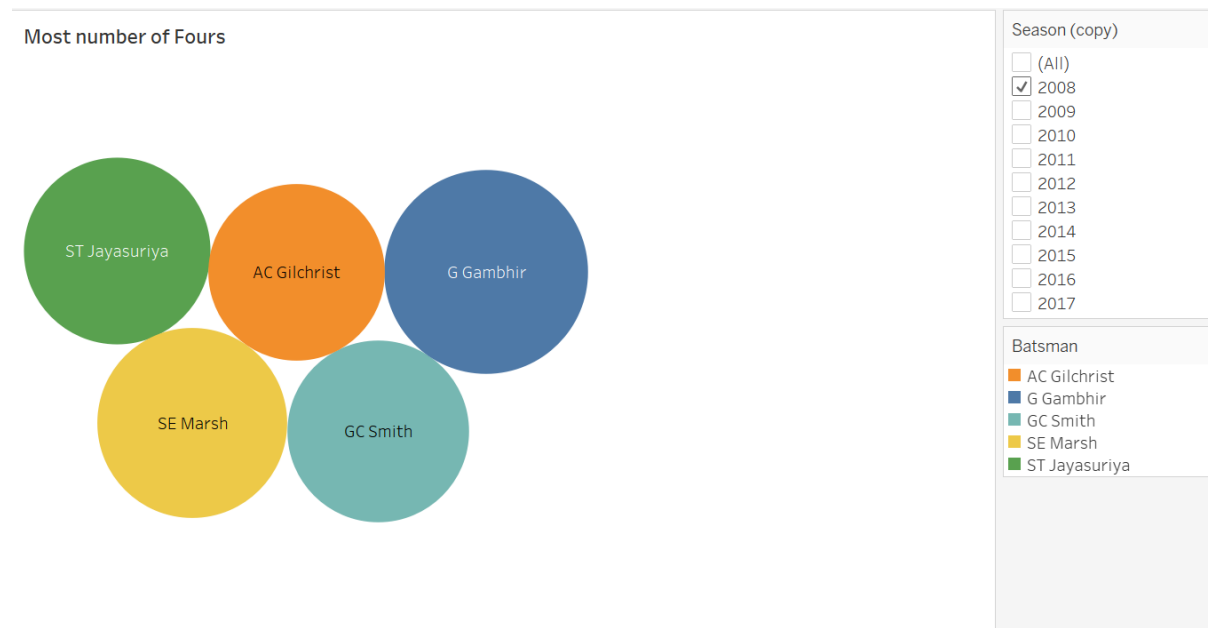 Most number of Fours
ST Jayasuriya
AC Gilchrist
G Gambhir
SE Marsh
GC Smith
Season (copy)
(All)
2008
2009
2010
2011
2012
2013
2014
2015
2016
2017
Batsman
AC Gilchrist
G Gambhir
GC Smith
SE Marsh
ST Jayasuriya